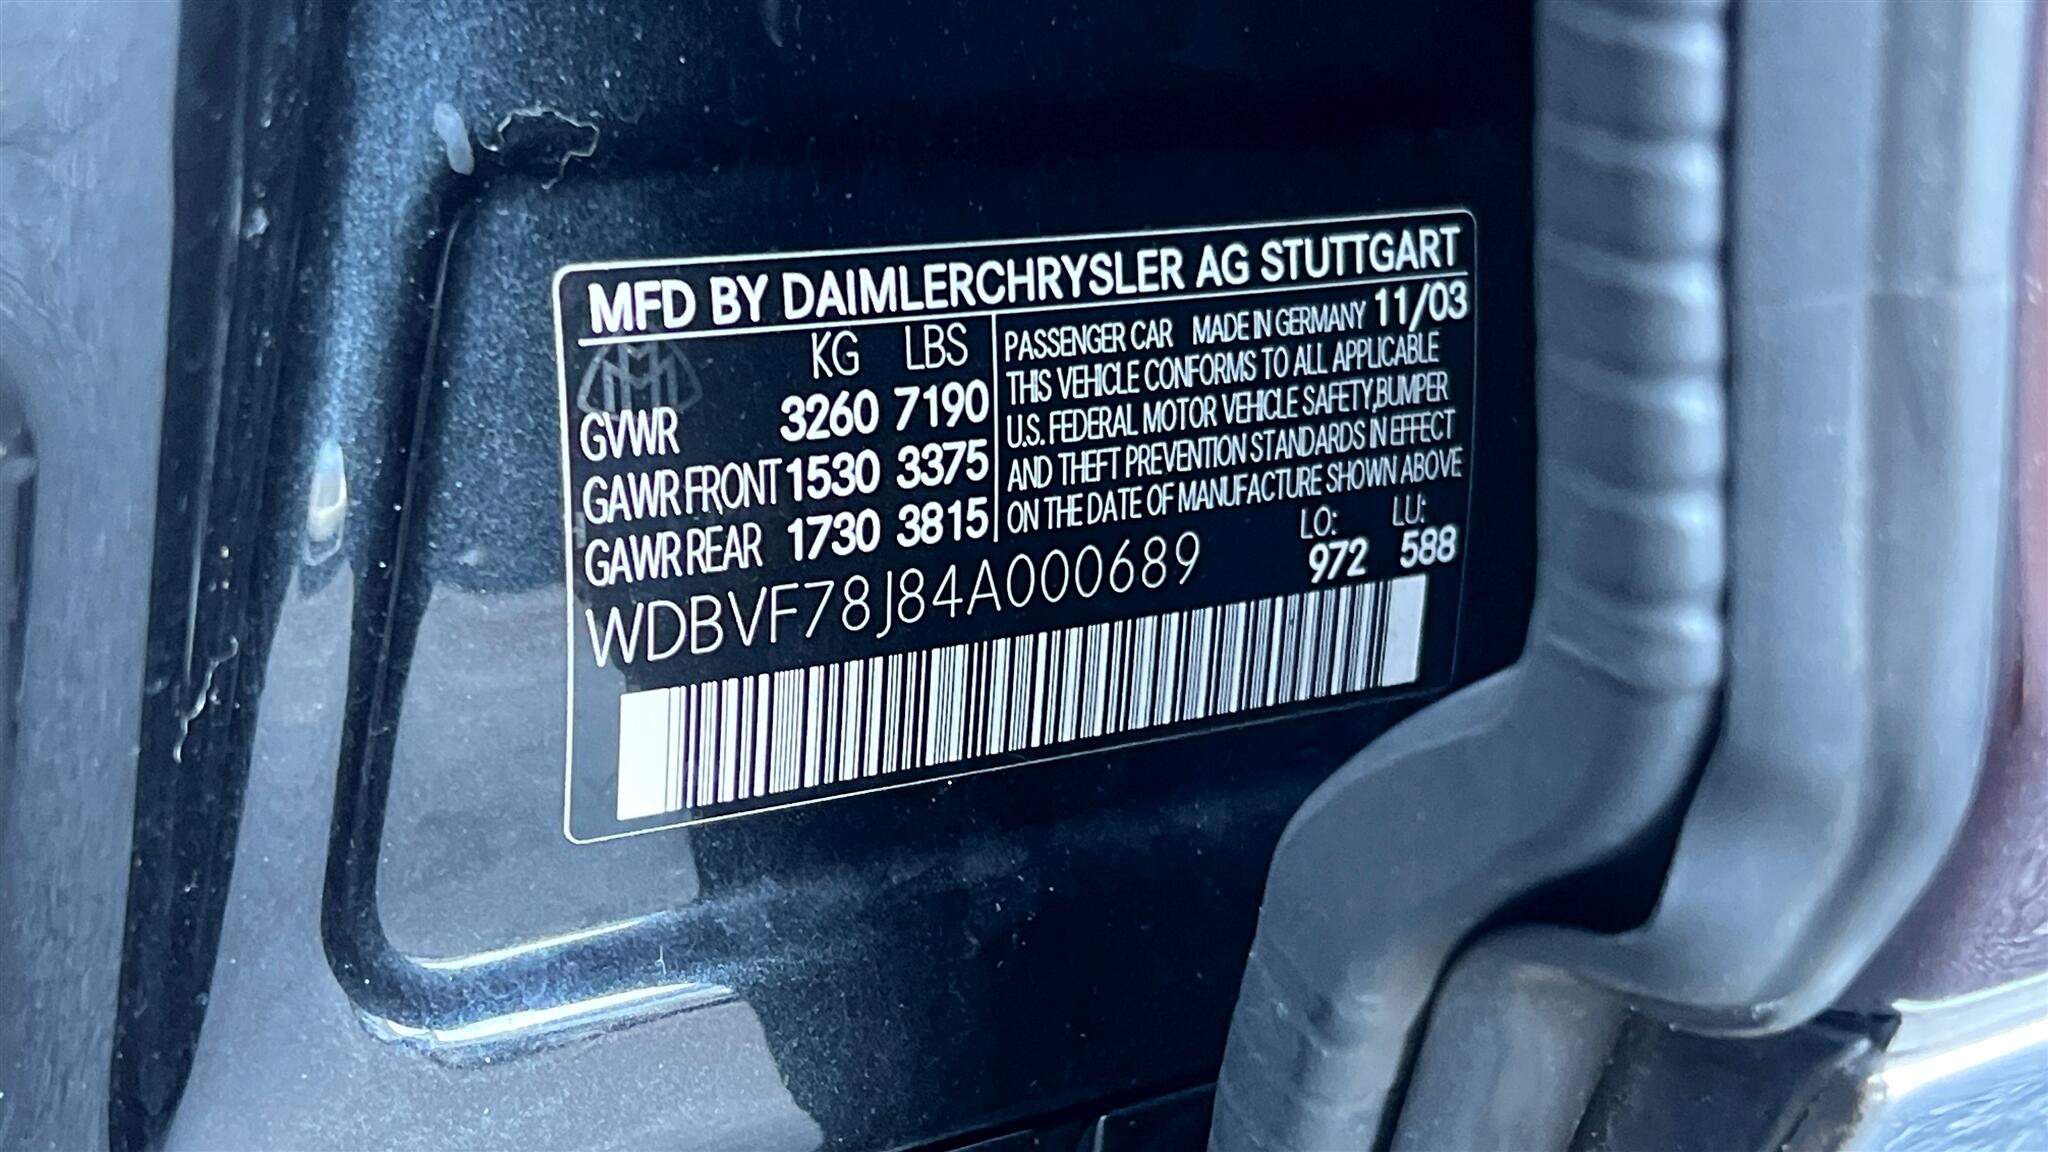 MFD BY DAIMLERCHRYSLER AG STUTTGART
KG LBS
GVWR 3260 7190
GAWR FRONT 1530 3375
GAWR REAR 1730 3815
PASSENGER CAR MADE IN GERMANY 11/03
THIS VEHICLE CONFORMS TO ALL APPLICABLE
U.S. FEDERAL MOTOR VEHICLE SAFETY,BUMPER
AND THEFT PREVENTION STANDARDS IN EFFECT
ON THE DATE OF MANUFACTURE SHOWN ABOVE
LO: LU:
972 588
WDBVF78J84A000689